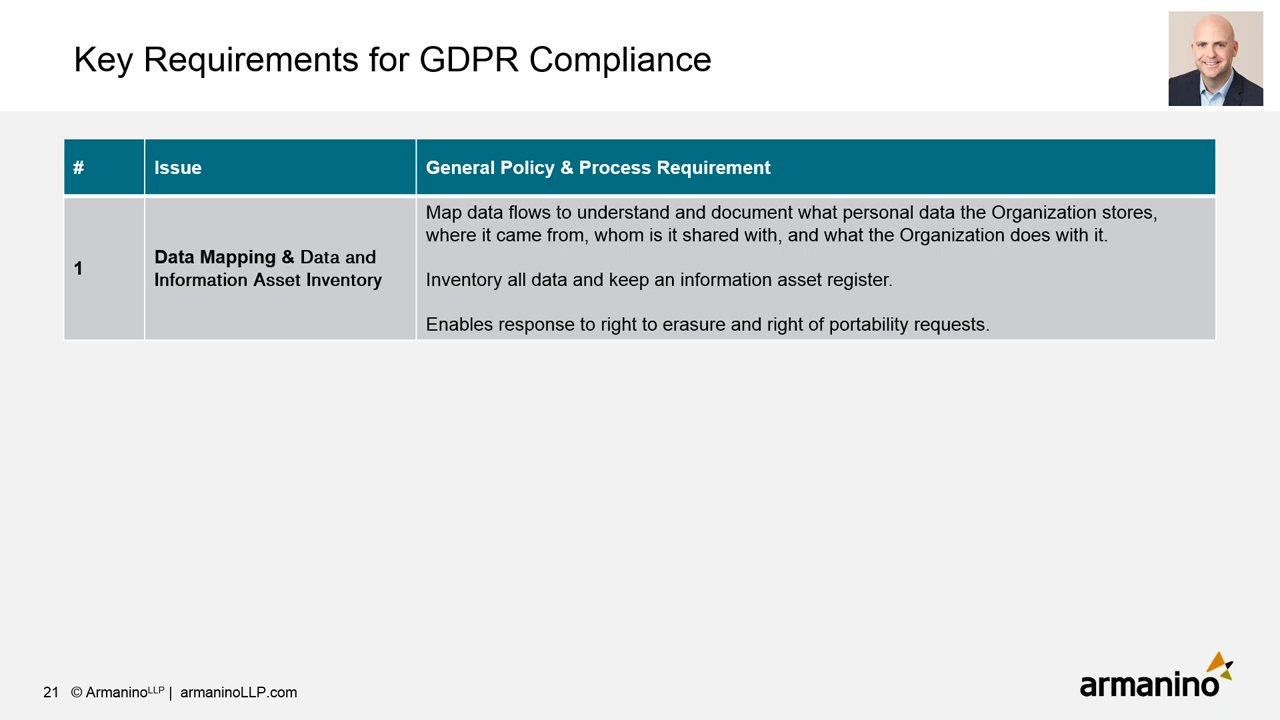 Key Requirements for GDPR Compliance
#
Issue
General Policy & Process Requirement
1
Data Mapping & Data and
Information Asset Inventory
Map data flows to understand and document what personal data the Organization stores,
where it came from, whom is it shared with, and what the Organization does with it.
Inventory all data and keep an information asset register.
Enables response to right to erasure and right of portability requests.
21 © ArmaninoLLP | armaninoLLP.com
armanino